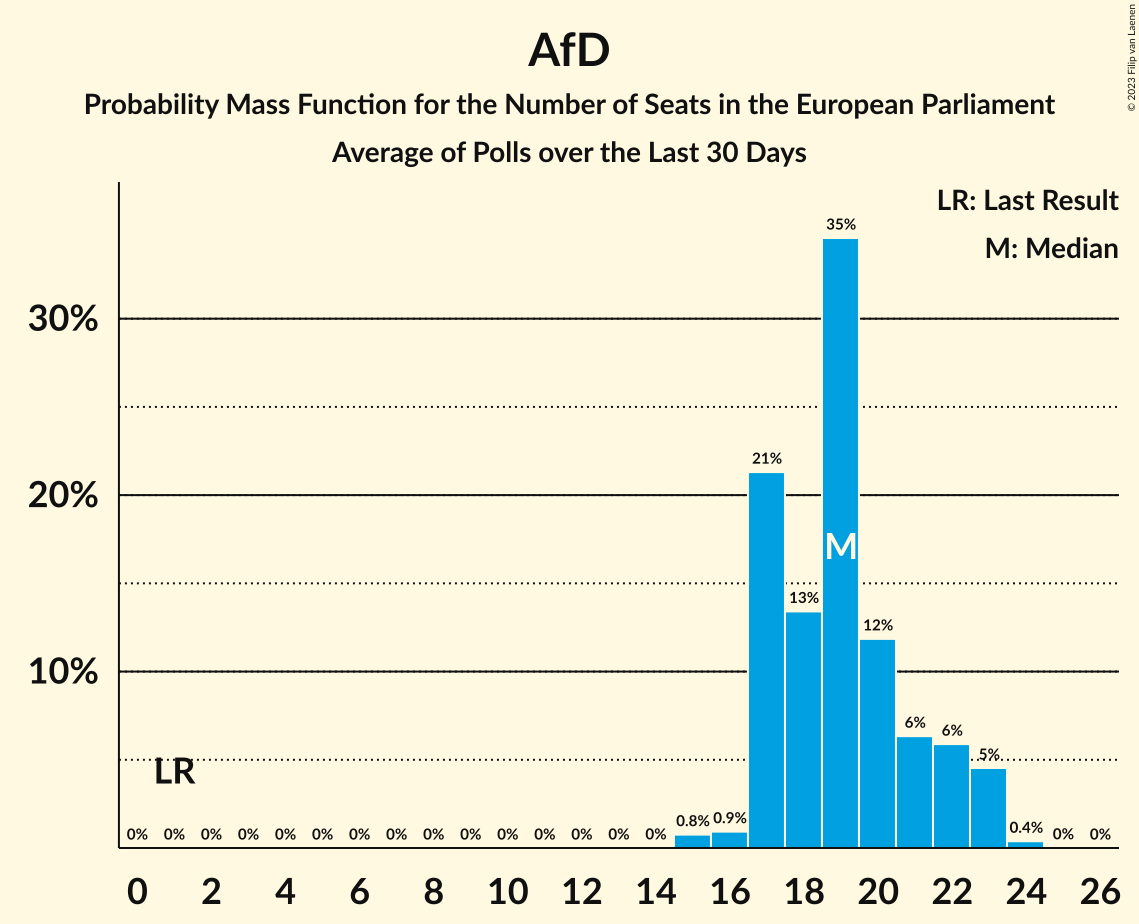 AfD
Probability Mass Function for the Number of Seats in the European Parliament
Average of Polls over the Last 30 Days
© 2023 Filip van Laenen
LR: Last Result
M: Median
35%
30%
21%
20%
M
13%
12%
10%
6%
6%
5%
LR
0% 0% 0% 0% 0% 0% 0% 0% 0% 0% 0% 0% 0% 0% 0% 0.8% 0.9% 0.4% 0% 0%
0 2 4 6 8 10 12 14 16 18 20 22 24 26